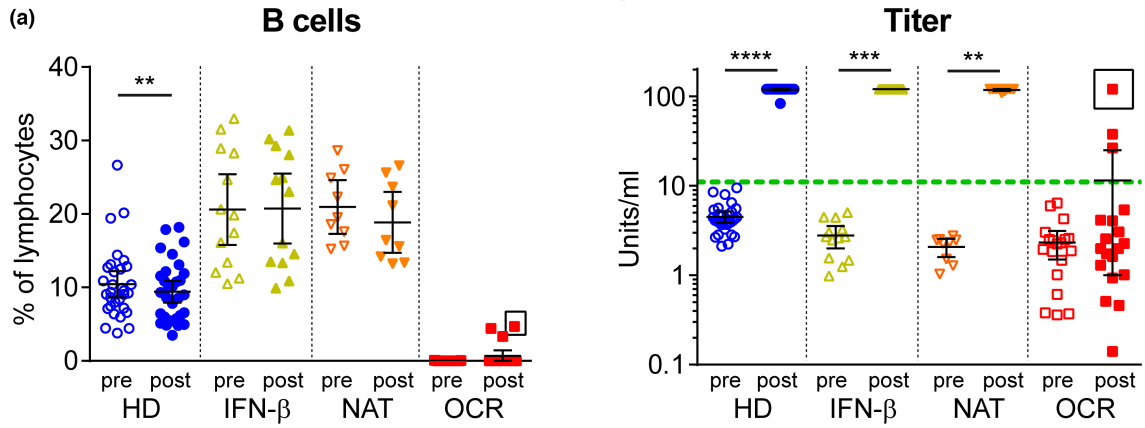 (a)
B cells
% of lymphocytes
40
30
20
10
0
**
pre post pre post pre post pre post
HD IFN-β NAT OCR
Titer
Units/ml
100
10
1
0.1
**** *** **
pre post pre post pre post pre post
HD IFN-β NAT OCR